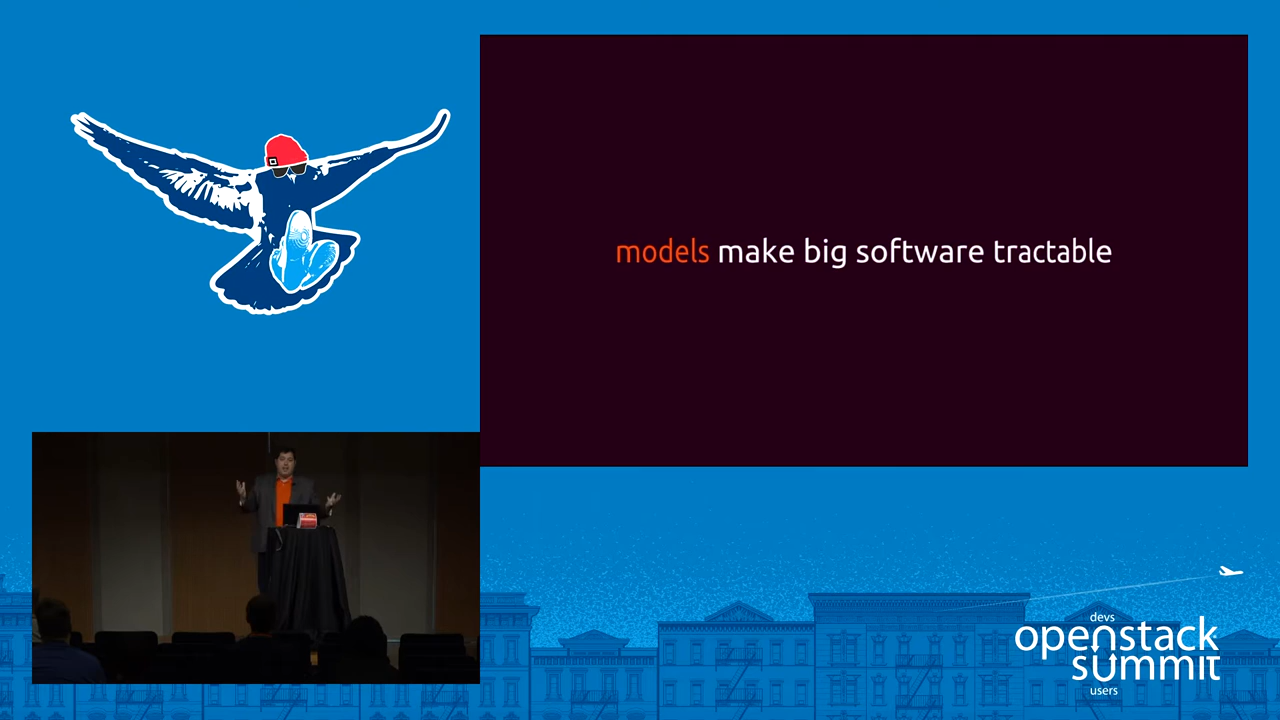 models make big software tractable
devs
openstack
summit
users